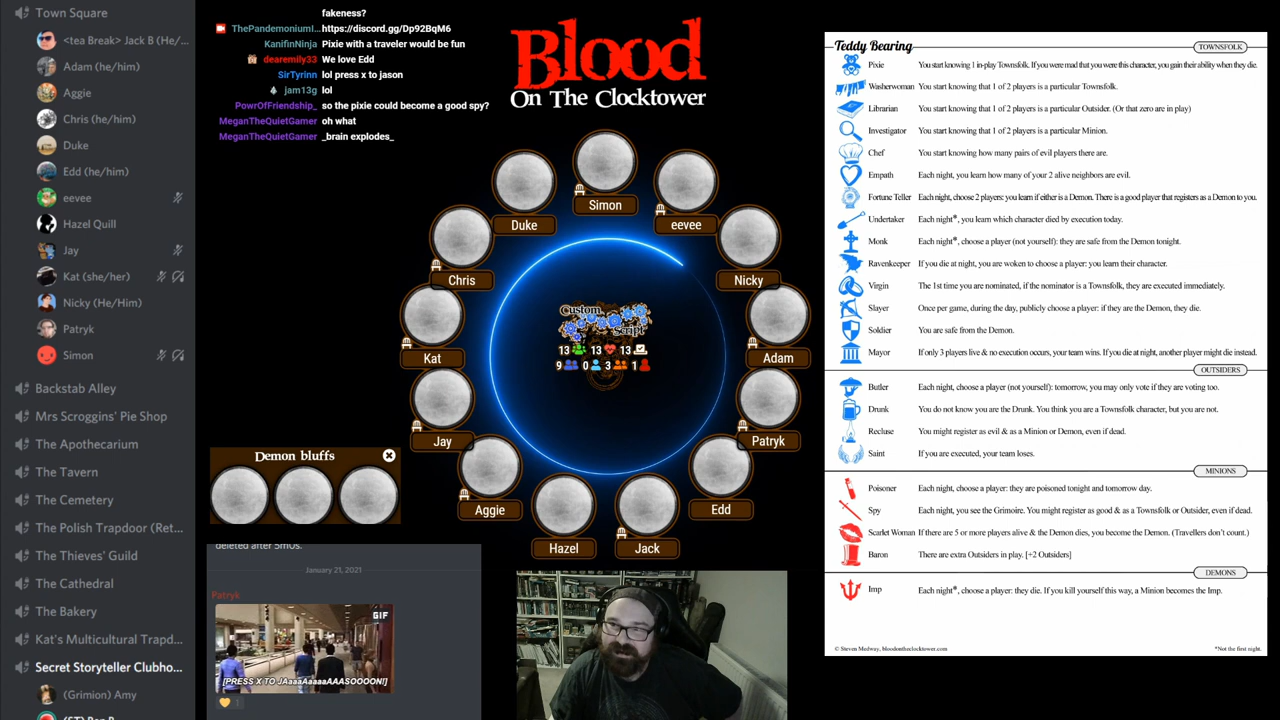 Town Square
<tea Break> Jack B (He/...
Adam (he/him)
Aggie
Chris (he/him)
Duke
Edd (he/him)
eevee
Hazel Quill
Jay
Kat (she/her)
Nicky (He/Him)
Patryk
Simon
Backstab Alley
Mrs Scroggins' Pie Shop
The Apothecarium
The Tavern
The Cemetery
The Polish Trapdoor (Ret...
The Thieves' Guild
The Cathedral
The Bakery
Kat's Multicultural Trapd...
Secret Storyteller Clubho...
(Grimion) Amy
fakeness?
ThePandemoniumI... https://discord.gg/Dp92BqM6
KanifinNinja Pixie with a traveler would be fun
dearemily33 We love Edd
SirTyrinn lol press x to jason
jam13g lol
PowrOfFriendship_ so the pixie could become a good spy?
MeganTheQuietGamer oh what
MeganTheQuietGamer _brain explodes_
Blood
On The Clocktower
Simon
eevee
Nicky
Adam
Patryk
Edd
Jack
Hazel
Aggie
Jay
Kat
Chris
Duke
Custom
Script
13 13 13
9 0 3 1
Demon bluffs
January 21, 2021
Patryk
GIF
[PRESS X TO JAaaAaaaaAAASOOOON!]
1
Teddy Bearing
TOWNSFOLK
Pixie You start knowing 1 in-play Townsfolk. If you were mad that you were this character, you gain their ability when they die.
Washerwoman You start knowing that 1 of 2 players is a particular Townsfolk.
Librarian You start knowing that 1 of 2 players is a particular Outsider. (Or that zero are in play)
Investigator You start knowing that 1 of 2 players is a particular Minion.
Chef You start knowing how many pairs of evil players there are.
Empath Each night, you learn how many of your 2 alive neighbors are evil.
Fortune Teller Each night, choose 2 players: you learn if either is a Demon. There is a good player that registers as a Demon to you.
Undertaker Each night*, you learn which character died by execution today.
Monk Each night*, choose a player (not yourself): they are safe from the Demon tonight.
Ravenkeeper If you die at night, you are woken to choose a player: you learn their character.
Virgin The 1st time you are nominated, if the nominator is a Townsfolk, they are executed immediately.
Slayer Once per game, during the day, publicly choose a player: if they are the Demon, they die.
Soldier You are safe from the Demon.
Mayor If only 3 players live & no execution occurs, your team wins. If you die at night, another player might die instead.
OUTSIDERS
Butler Each night, choose a player (not yourself): tomorrow, you may only vote if they are voting too.
Drunk You do not know you are the Drunk. You think you are a Townsfolk character, but you are not.
Recluse You might register as evil & as a Minion or Demon, even if dead.
Saint If you are executed, your team loses.
MINIONS
Poisoner Each night, choose a player: they are poisoned tonight and tomorrow day.
Spy Each night, you see the Grimoire. You might register as good & as a Townsfolk or Outsider, even if dead.
Scarlet Woman If there are 5 or more players alive & the Demon dies, you become the Demon. (Travellers don't count.)
Baron There are extra Outsiders in play. [+2 Outsiders]
DEMONS
Imp Each night*, choose a player: they die. If you kill yourself this way, a Minion becomes the Imp.
© Steven Medway, bloodontheclocktower.com
*Not the first night.